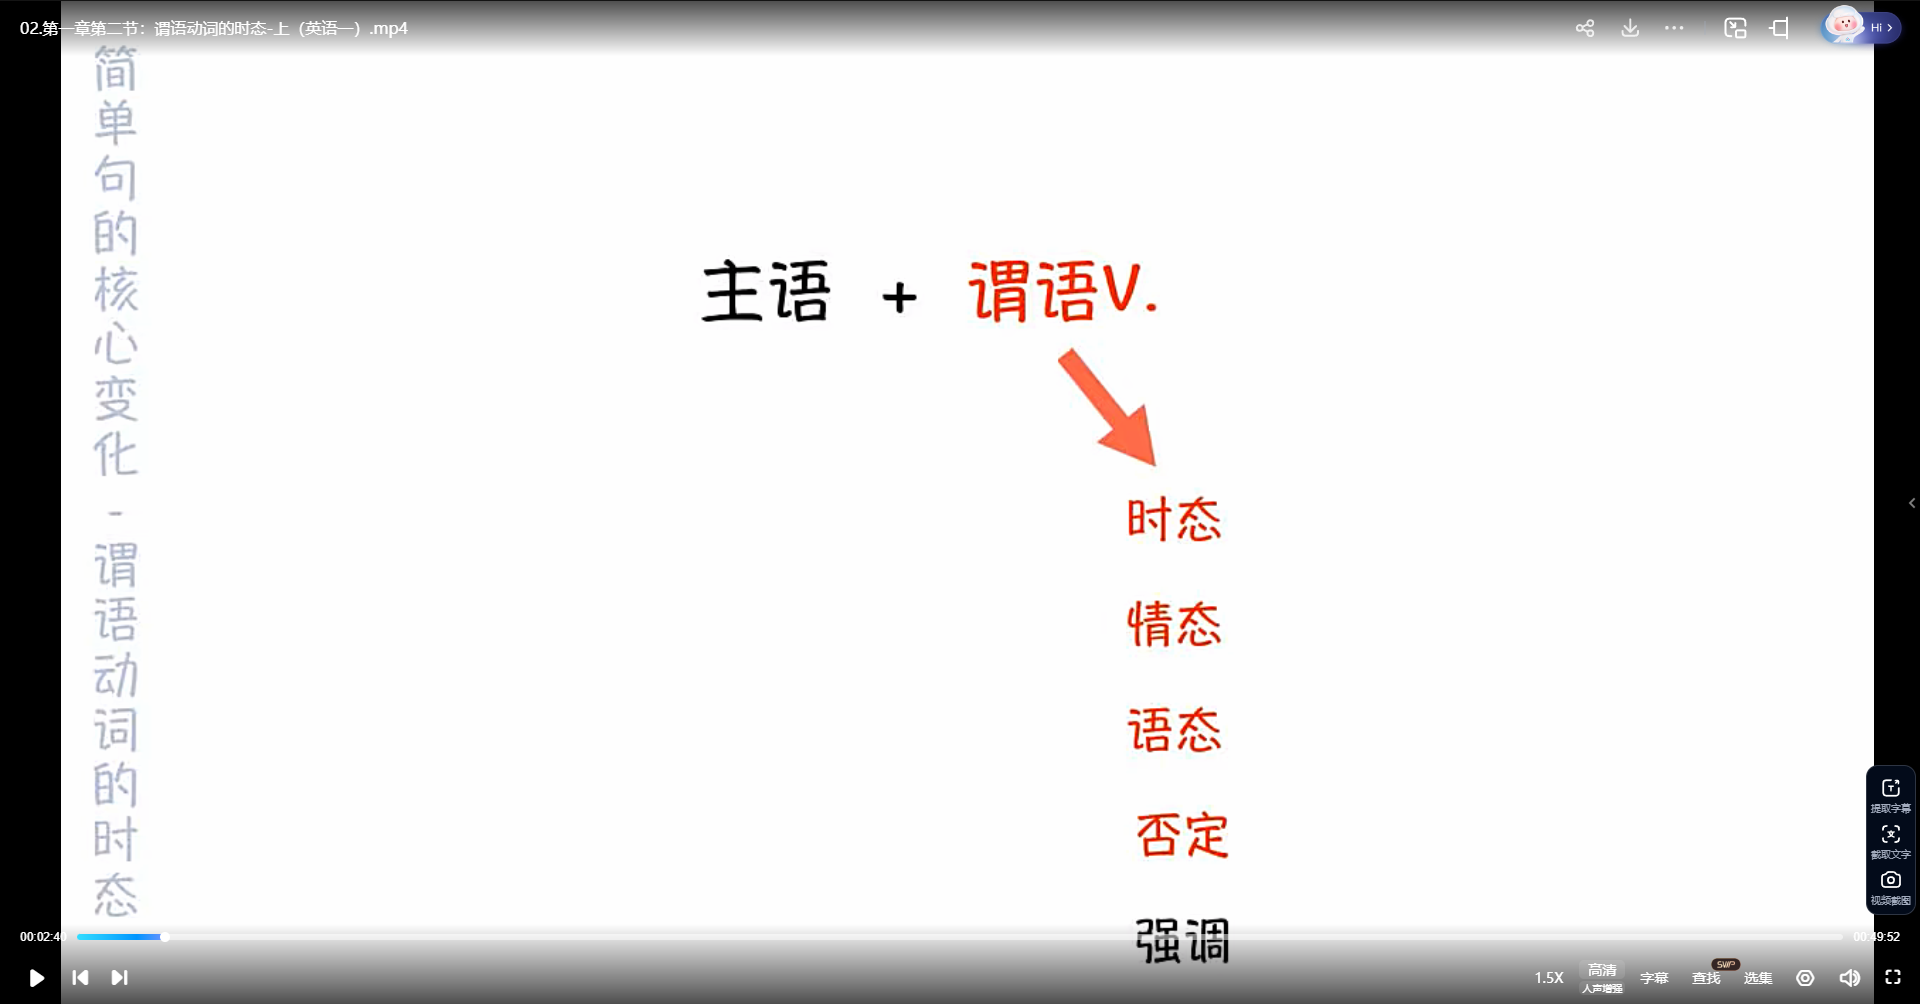 02.第一章第二节：谓语动词的时态-上（英语一）.mp4
Hi >
简单句的核心变化-谓语动词的时态
主语 + 谓语V.
时态
情态
语态
否定
强调
提取字幕
截取文字
视频截图
00:02:40
00:49:52
1.5X
高清
人声增强
字幕
查找
SVIP
选集